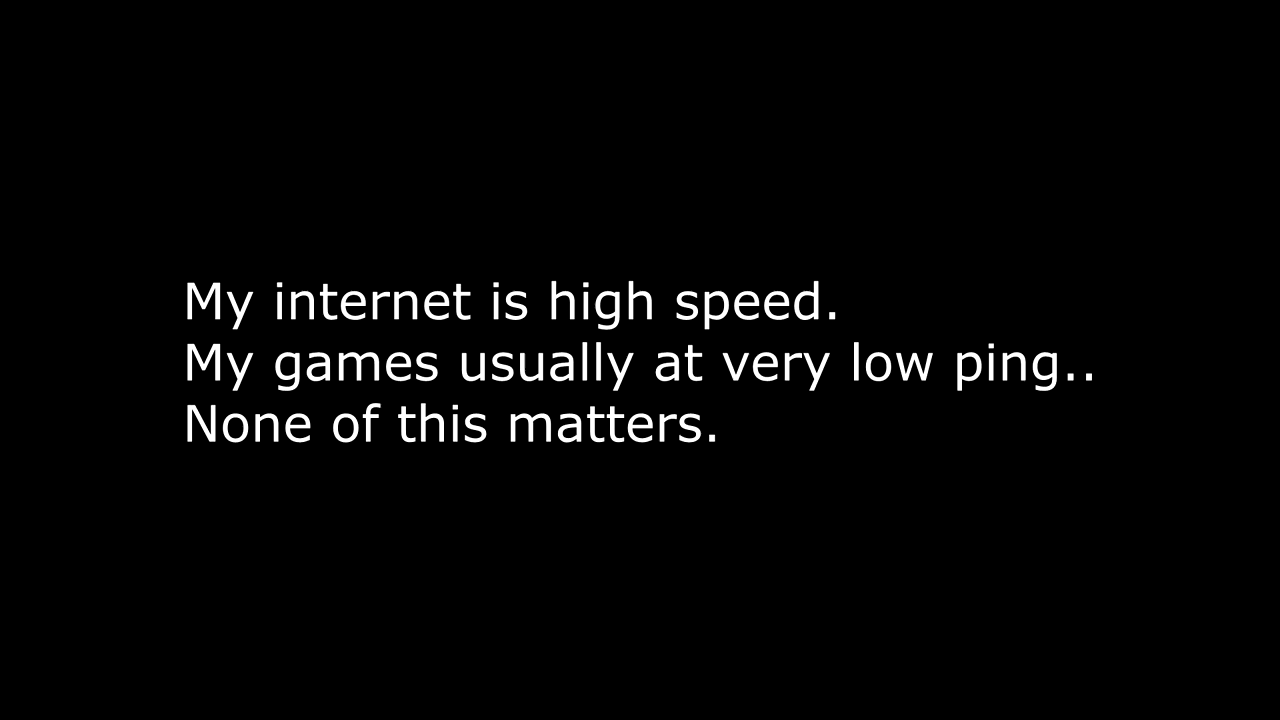 My internet is high speed.
My games usually at very low ping..
None of this matters.